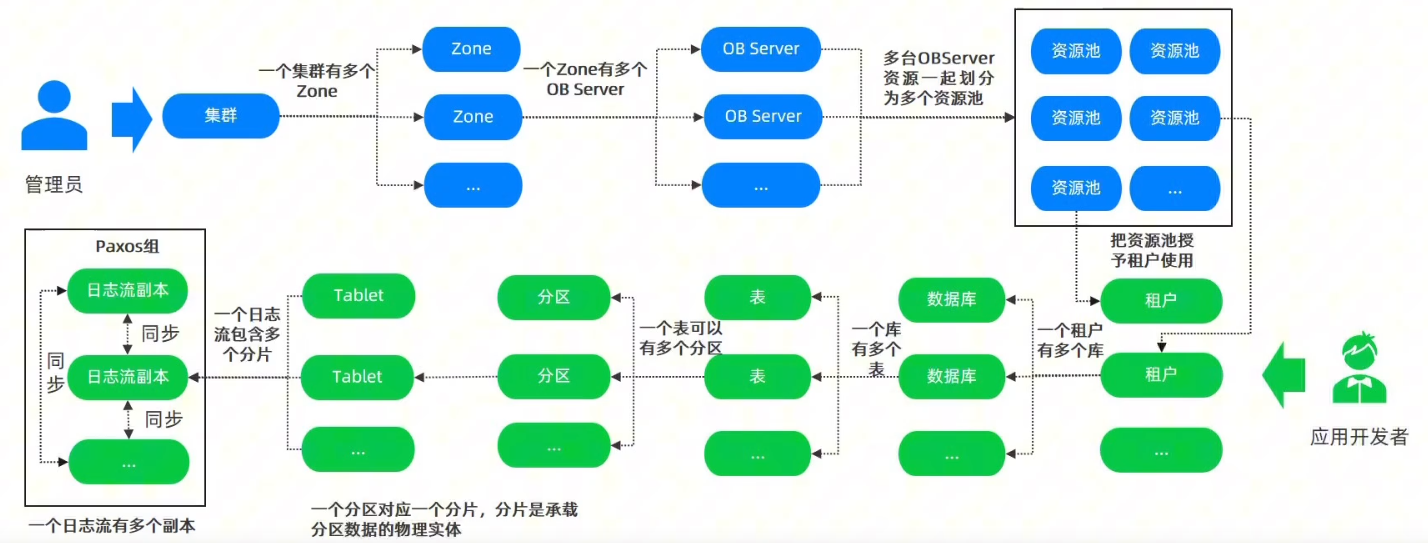 管理员
集群
一个集群有多个
Zone
Zone
Zone
...
一个Zone有多个
OB Server
OB Server
OB Server
...
多台OBServer
资源一起划分
为多个资源池
资源池
资源池
资源池
资源池
资源池
...
把资源池授
予租户使用
租户
租户
...
应用开发者
一个租户
有多个库
数据库
数据库
...
一个库
有多个
表
表
表
...
一个表可以
有多个分区
分区
分区
...
Tablet
Tablet
...
一个分区对应一个分片，分片是承载
分区数据的物理实体
一个日志
流包含多
个分片
Paxos组
日志流副本
同步
日志流副本
同步
...
同
步
一个日志流有多个副本